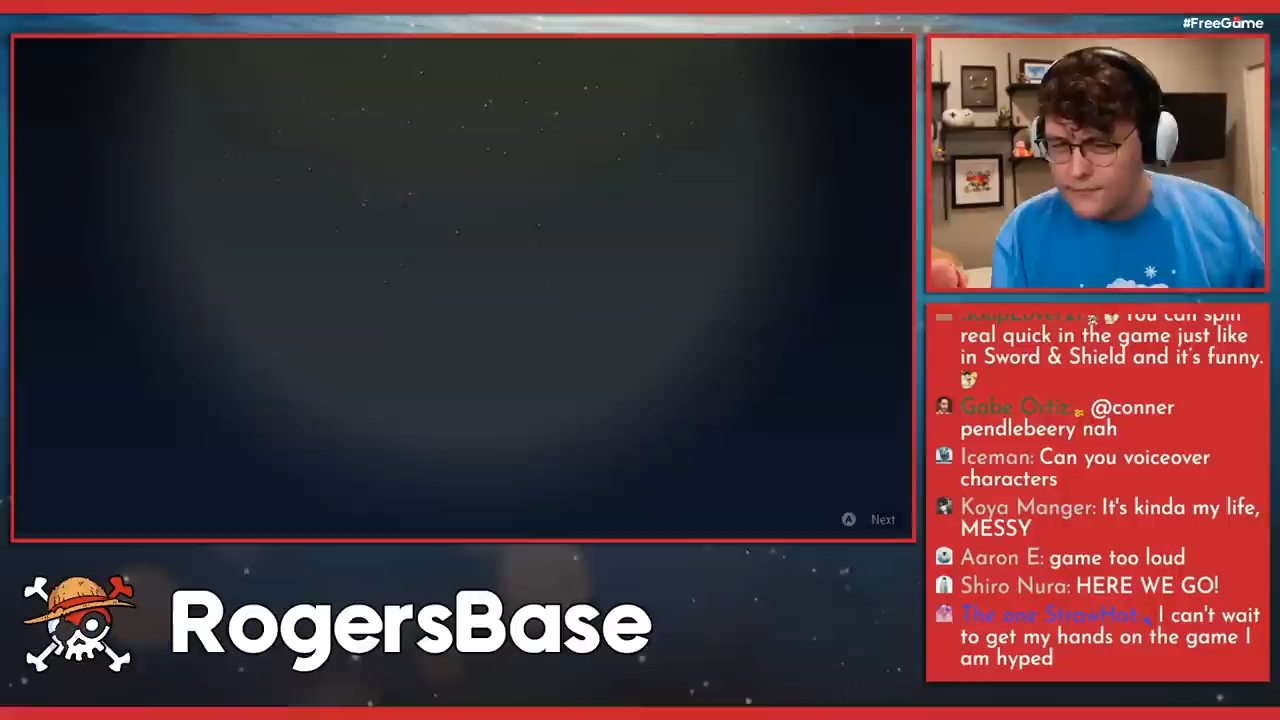 #FreeGame
You can spin
real quick in the game just like
in Sword & Shield and it's funny.
Gabe Ortiz: @conner
pendlebeery nah
Iceman: Can you voiceover
characters
Koya Manger: It's kinda my life,
MESSY
Aaron E: game too loud
Shiro Nura: HERE WE GO!
The one StrawHat: I can't wait
to get my hands on the game I
am hyped
A Next
RogersBase